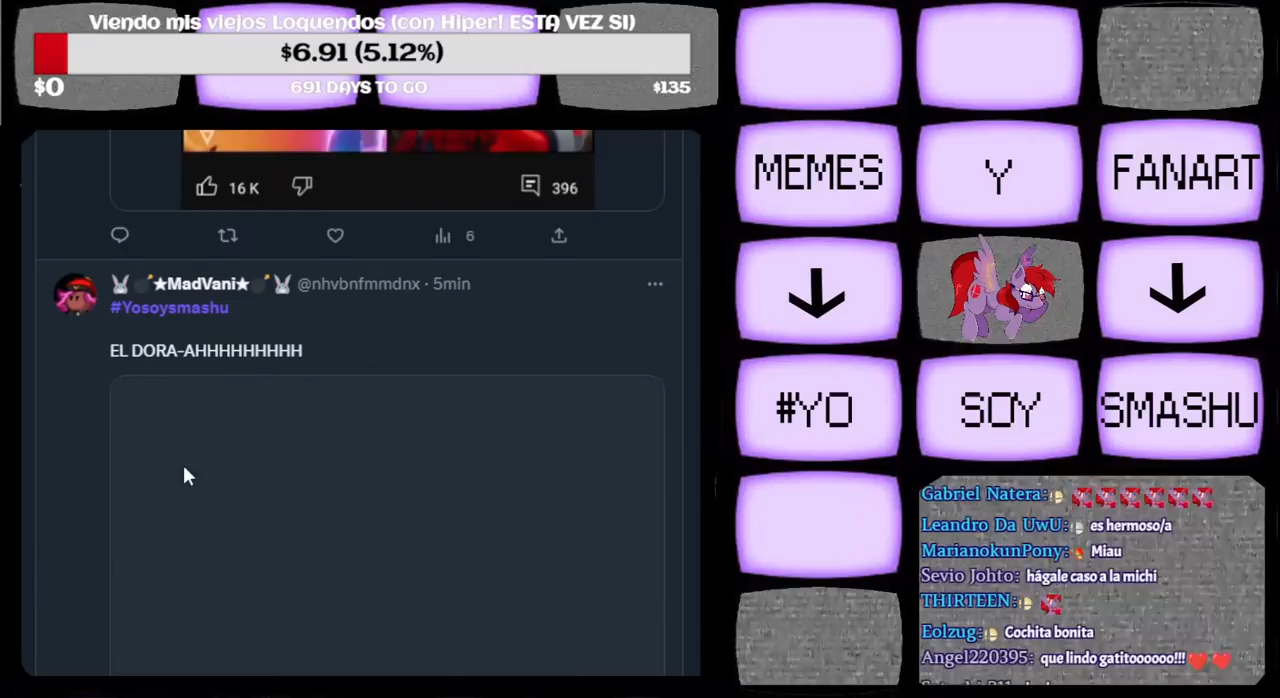 Viendo mis viejos Loquendos (con Hiper! ESTA VEZ SI)
$6.91 (5.12%)
$0
691 DAYS TO GO
$135
16 K
396
6
★MadVani★ @nhvbnfmmdnx · 5min
#Yosoysmashu
EL DORA-AHHHHHHHHH
MEMES Y FANART
#YO SOY SMASHU
Gabriel Natera:
Leandro Da UwU: es hermoso/a
MarianokunPony: Miau
Sevio Johto: hágale caso a la michi
THIRTEEN:
Eolzug: Cochita bonita
Angel220395: que lindo gatitoooooo!!!